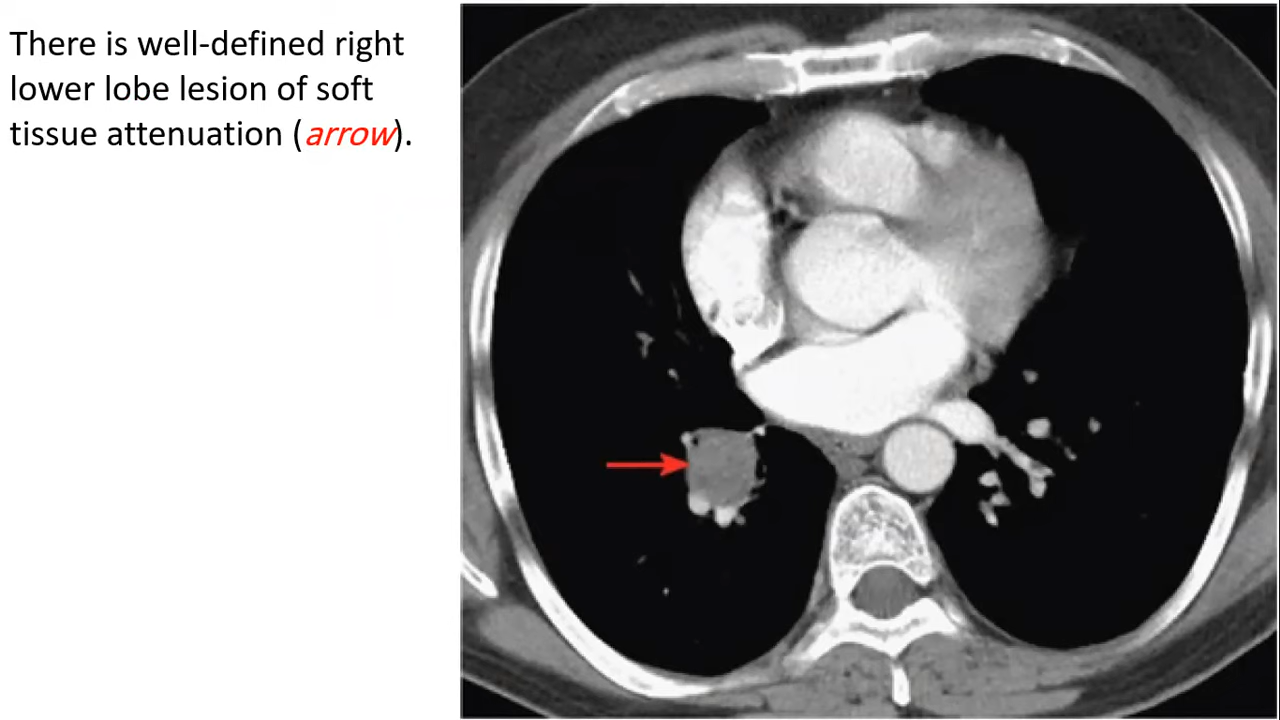 There is well-defined right
lower lobe lesion of soft
tissue attenuation (arrow).